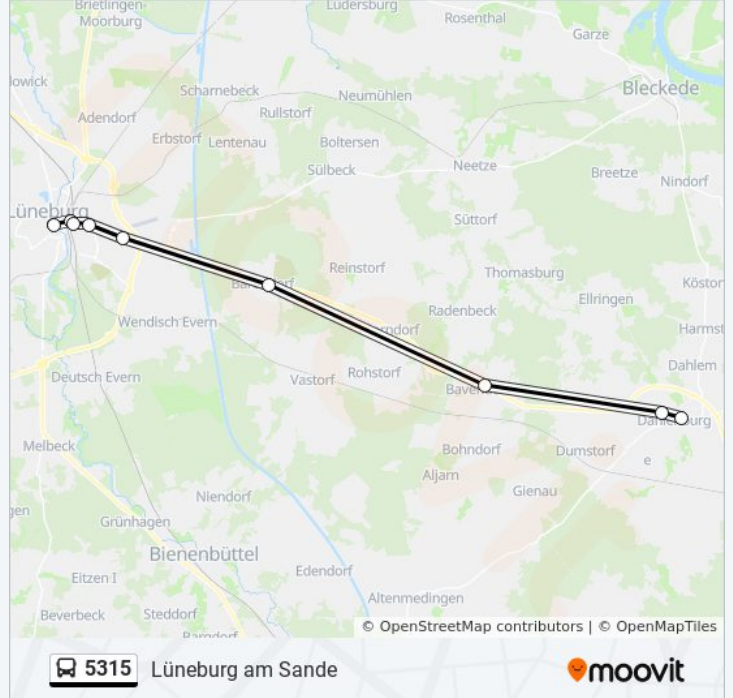 Brietlingen-
Moorburg
Lüdersburg
Rosenthal
Garze
Bleckede
Scharnebeck
Neumühlen
Rullstorf
Adendorf
Erbstorf
Lentenau
Boltersen
Sülbeck
Neetze
Breetze
Nindorf
Lüneburg
Süttorf
Reinstorf
Thomasburg
Ellringen
Radenbeck
Wendisch Evern
Dahlem
Deutsch Evern
Vastorf
Rohstorf
Melbeck
Bohndorf
Dumstorf
e
Aljarn
Gienau
Niendorf
Grünhagen
Bienenbüttel
Edendorf
Eitzen I
Altenmedingen
Beverbeck
Steddorf
© OpenStreetMap contributors | © OpenMapTiles
5315 Lüneburg am Sande
moovit